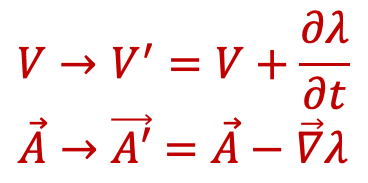 V → V′ = V + ∂λ/∂t
A⃗ → A′⃗ = A⃗ − ∇⃗λ